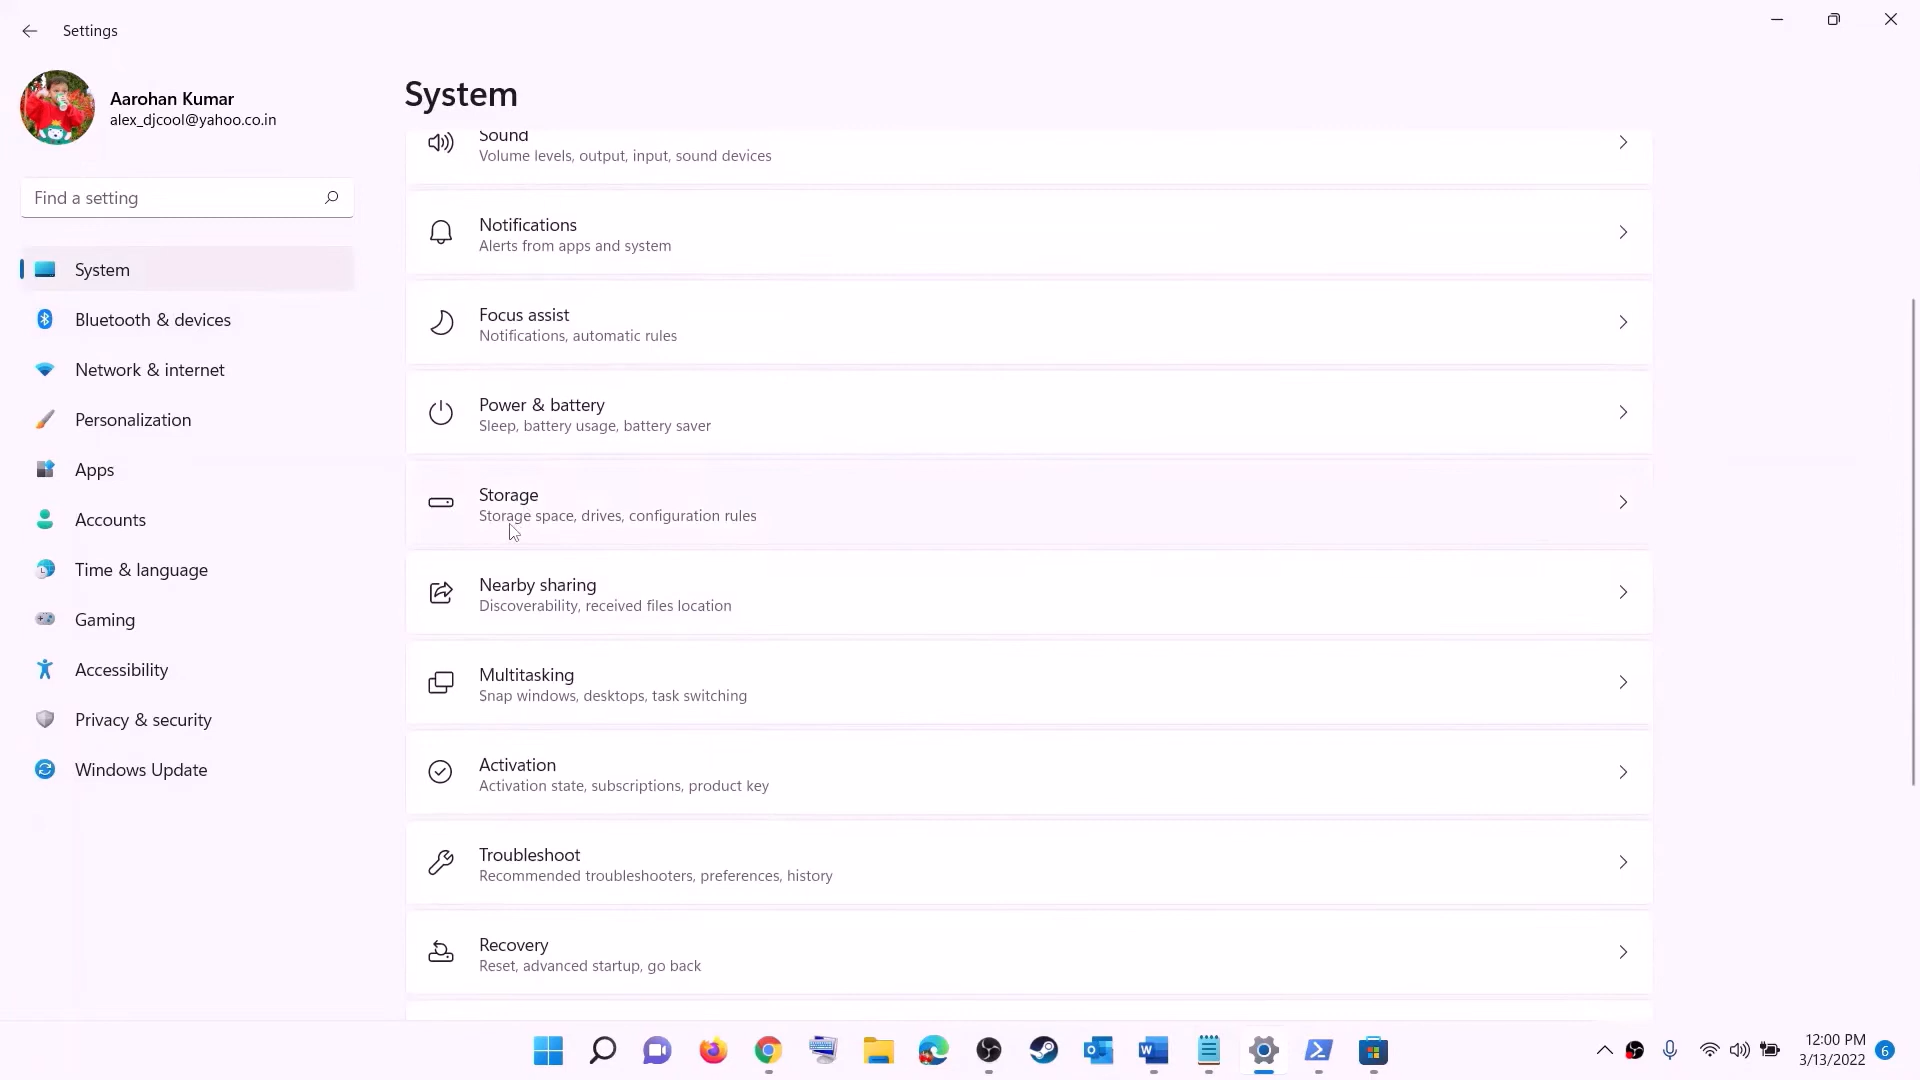 Settings
Aarohan Kumar
alex_djcool@yahoo.co.in
Find a setting
System
Bluetooth & devices
Network & internet
Personalization
Apps
Accounts
Time & language
Gaming
Accessibility
Privacy & security
Windows Update
System
Sound
Volume levels, output, input, sound devices
Notifications
Alerts from apps and system
Focus assist
Notifications, automatic rules
Power & battery
Sleep, battery usage, battery saver
Storage
Storage space, drives, configuration rules
Nearby sharing
Discoverability, received files location
Multitasking
Snap windows, desktops, task switching
Activation
Activation state, subscriptions, product key
Troubleshoot
Recommended troubleshooters, preferences, history
Recovery
Reset, advanced startup, go back
12:00 PM
3/13/2022
6